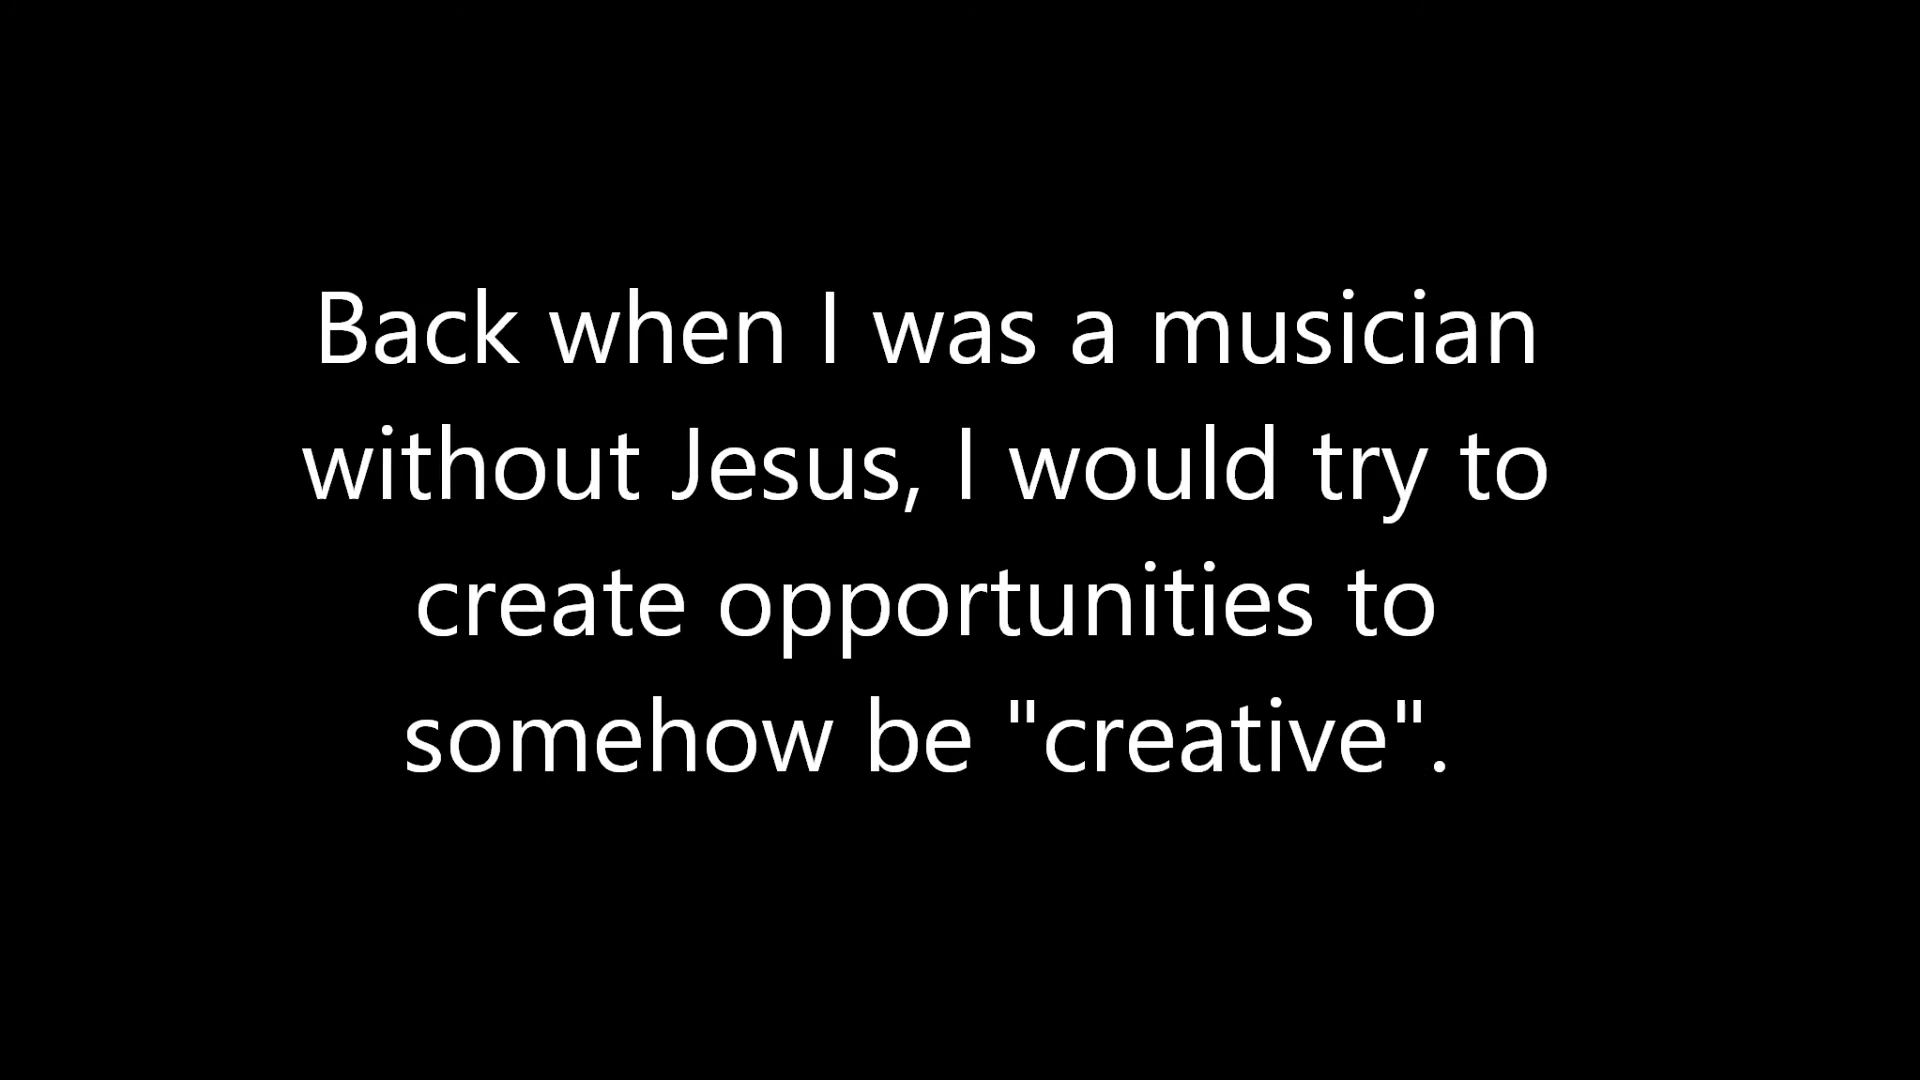 Back when I was a musician
without Jesus, I would try to
create opportunities to
somehow be "creative".